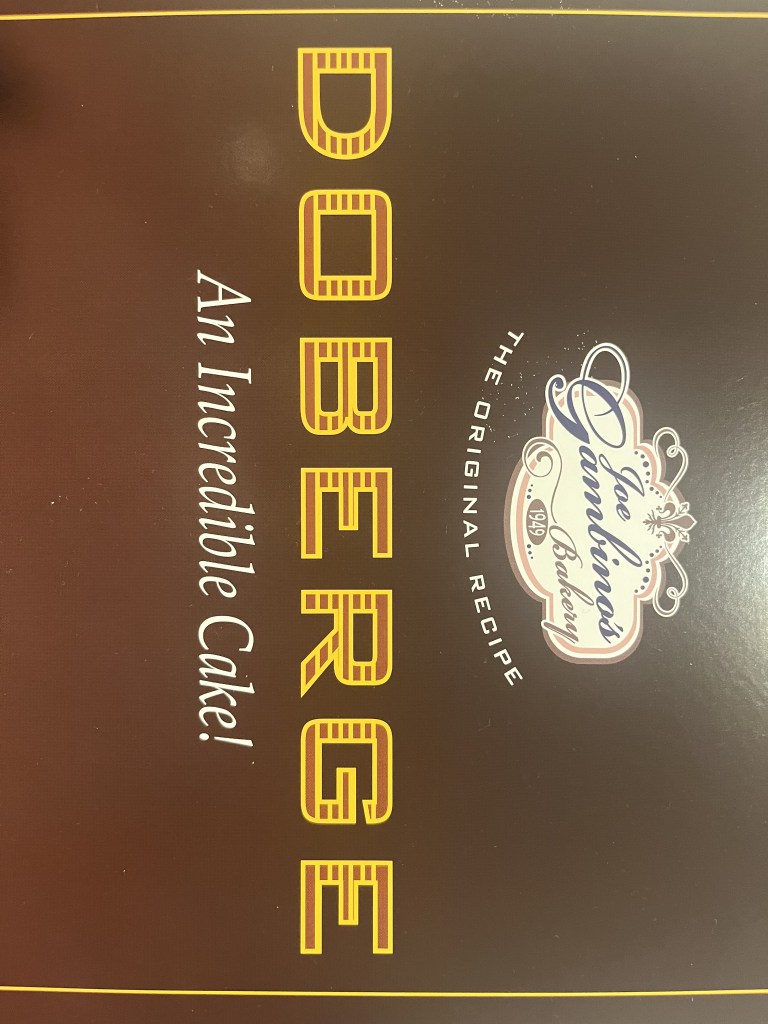 Joe
Gambino's
Bakery
1949
THE ORIGINAL RECIPE
DOBERGE
An Incredible Cake!